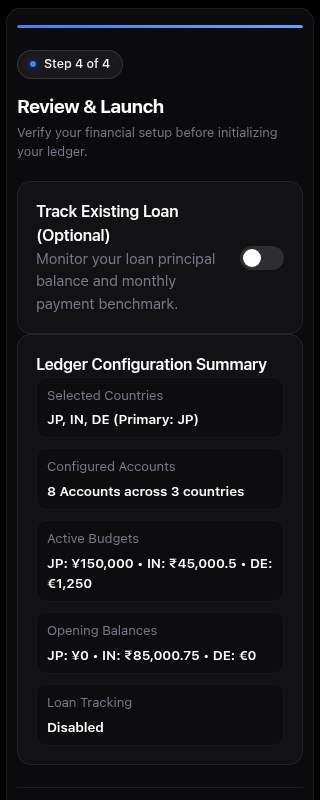 Step 4 of 4
Review & Launch
Verify your financial setup before initializing
your ledger.
Track Existing Loan
(Optional)
Monitor your loan principal
balance and monthly
payment benchmark.
Ledger Configuration Summary
Selected Countries
JP, IN, DE (Primary: JP)
Configured Accounts
8 Accounts across 3 countries
Active Budgets
JP: ¥150,000 • IN: ₹45,000.5 • DE:
€1,250
Opening Balances
JP: ¥0 • IN: ₹85,000.75 • DE: €0
Loan Tracking
Disabled